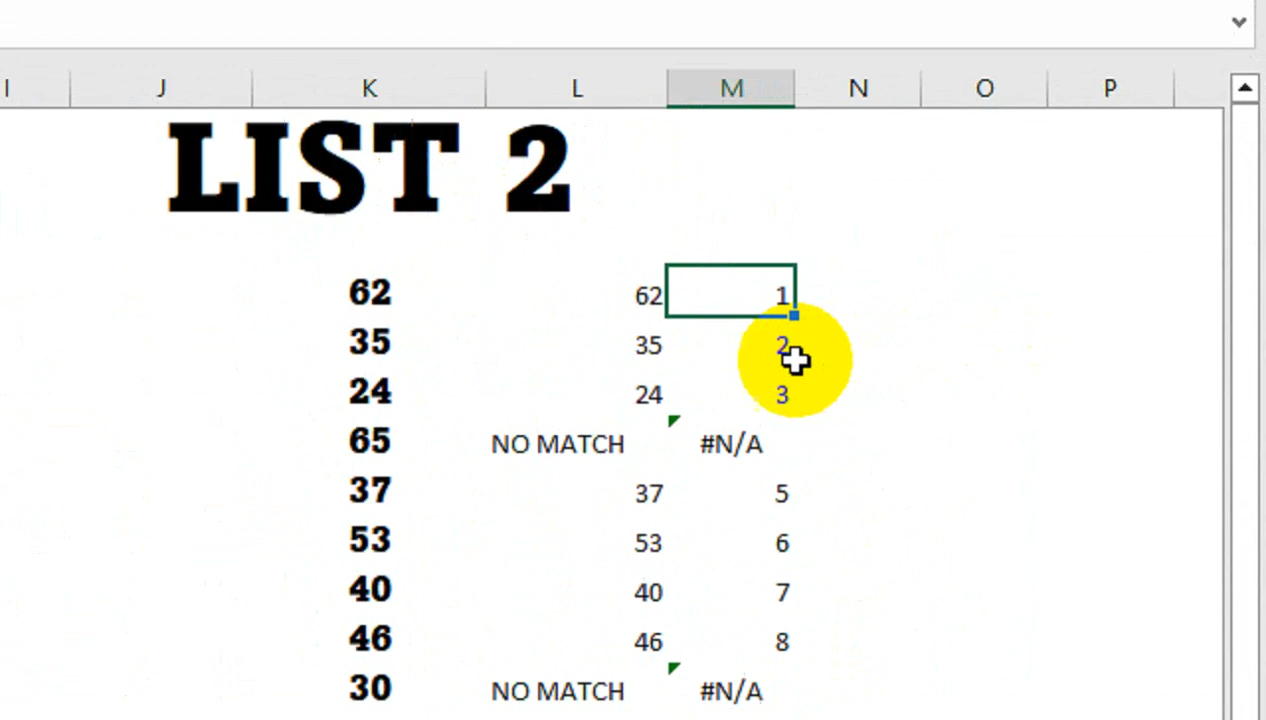 I J K L M N O P
LIST 2
62 62 1
35 35 2
24 24 3
65 NO MATCH #N/A
37 37 5
53 53 6
40 40 7
46 46 8
30 NO MATCH #N/A